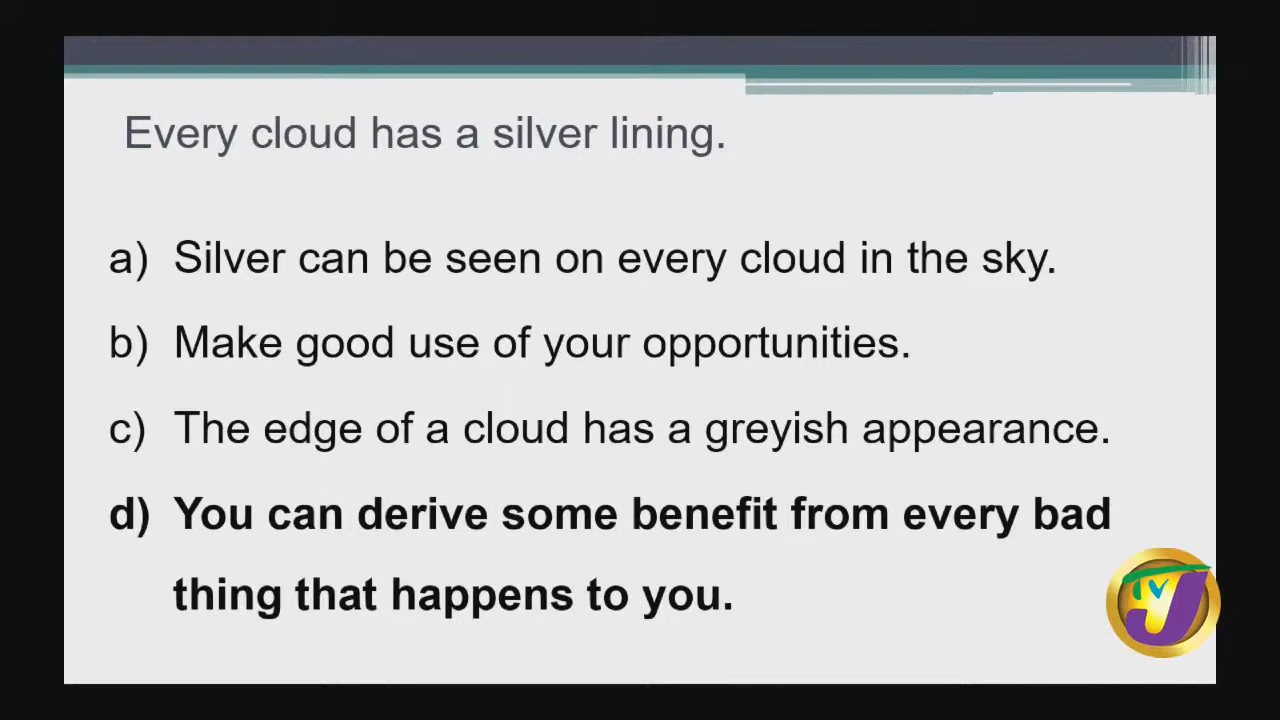 Every cloud has a silver lining.
a) Silver can be seen on every cloud in the sky.
b) Make good use of your opportunities.
c) The edge of a cloud has a greyish appearance.
d) You can derive some benefit from every bad
thing that happens to you.
TVJ